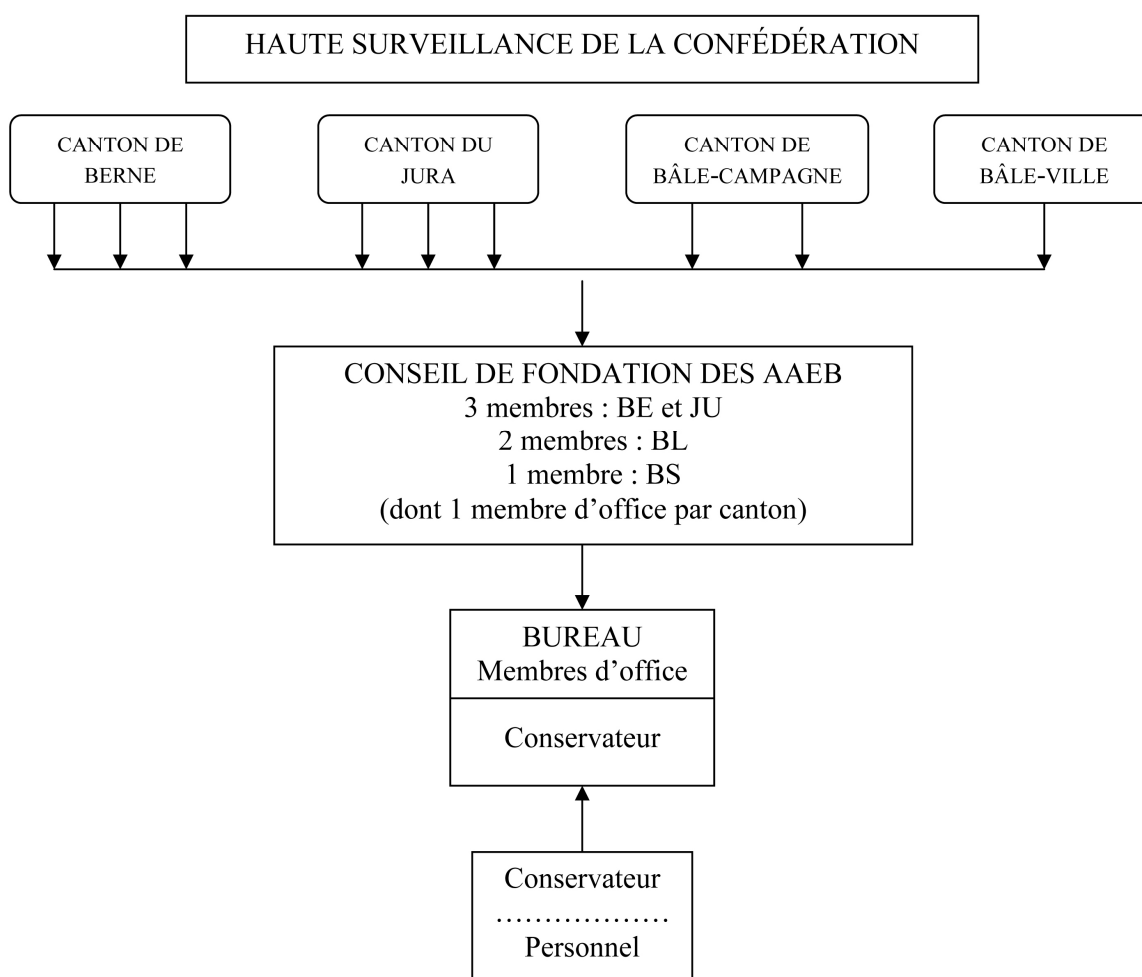 HAUTE SURVEILLANCE DE LA CONFÉDÉRATION
CANTON DE
BERNE
CANTON DU
JURA
CANTON DE
BÂLE-CAMPAGNE
CANTON DE
BÂLE-VILLE
CONSEIL DE FONDATION DES AAEB
3 membres : BE et JU
2 membres : BL
1 membre : BS
(dont 1 membre d’office par canton)
BUREAU
Membres d’office
Conservateur
Conservateur
………………
Personnel